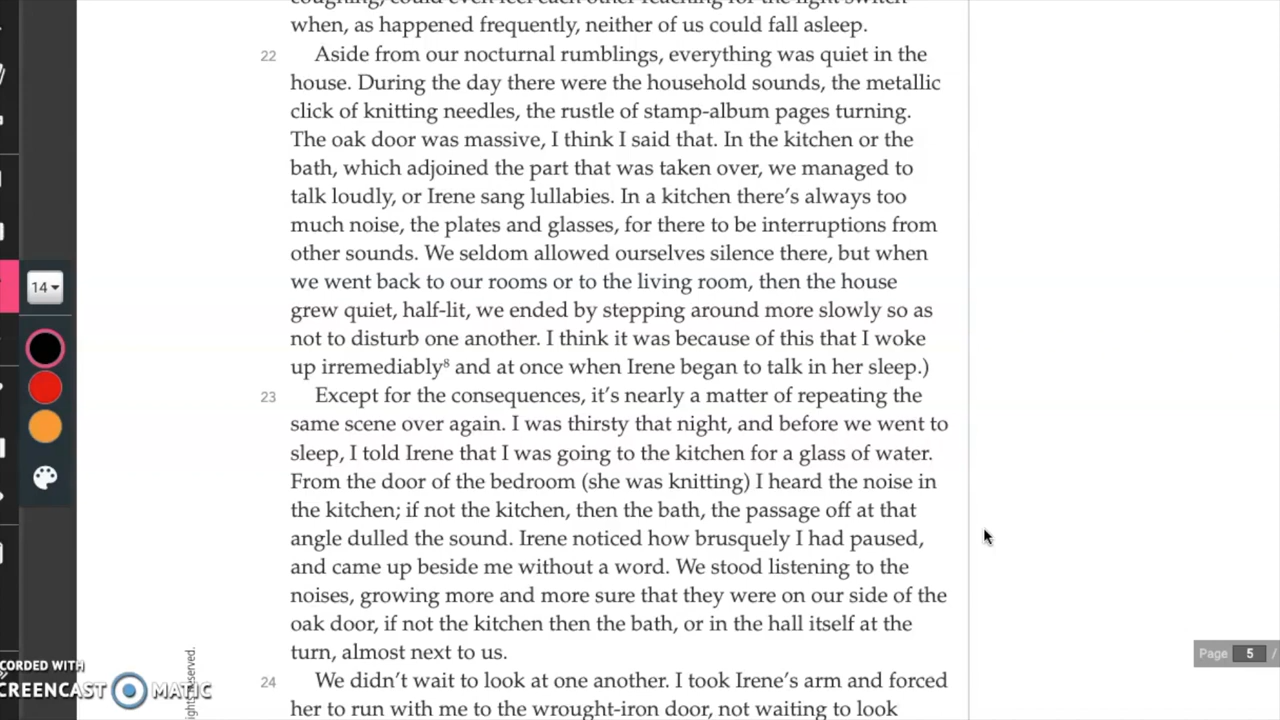 when, as happened frequently, neither of us could fall asleep.
22 Aside from our nocturnal rumblings, everything was quiet in the
house. During the day there were the household sounds, the metallic
click of knitting needles, the rustle of stamp-album pages turning.
The oak door was massive, I think I said that. In the kitchen or the
bath, which adjoined the part that was taken over, we managed to
talk loudly, or Irene sang lullabies. In a kitchen there's always too
much noise, the plates and glasses, for there to be interruptions from
other sounds. We seldom allowed ourselves silence there, but when
we went back to our rooms or to the living room, then the house
grew quiet, half-lit, we ended by stepping around more slowly so as
not to disturb one another. I think it was because of this that I woke
up irremediably⁸ and at once when Irene began to talk in her sleep.)
23 Except for the consequences, it's nearly a matter of repeating the
same scene over again. I was thirsty that night, and before we went to
sleep, I told Irene that I was going to the kitchen for a glass of water.
From the door of the bedroom (she was knitting) I heard the noise in
the kitchen; if not the kitchen, then the bath, the passage off at that
angle dulled the sound. Irene noticed how brusquely I had paused,
and came up beside me without a word. We stood listening to the
noises, growing more and more sure that they were on our side of the
oak door, if not the kitchen then the bath, or in the hall itself at the
turn, almost next to us.
24 We didn't wait to look at one another. I took Irene's arm and forced
her to run with me to the wrought-iron door, not waiting to look
14
Page 5 /
CORDED WITH
CREENCAST MATIC
ights reserved.